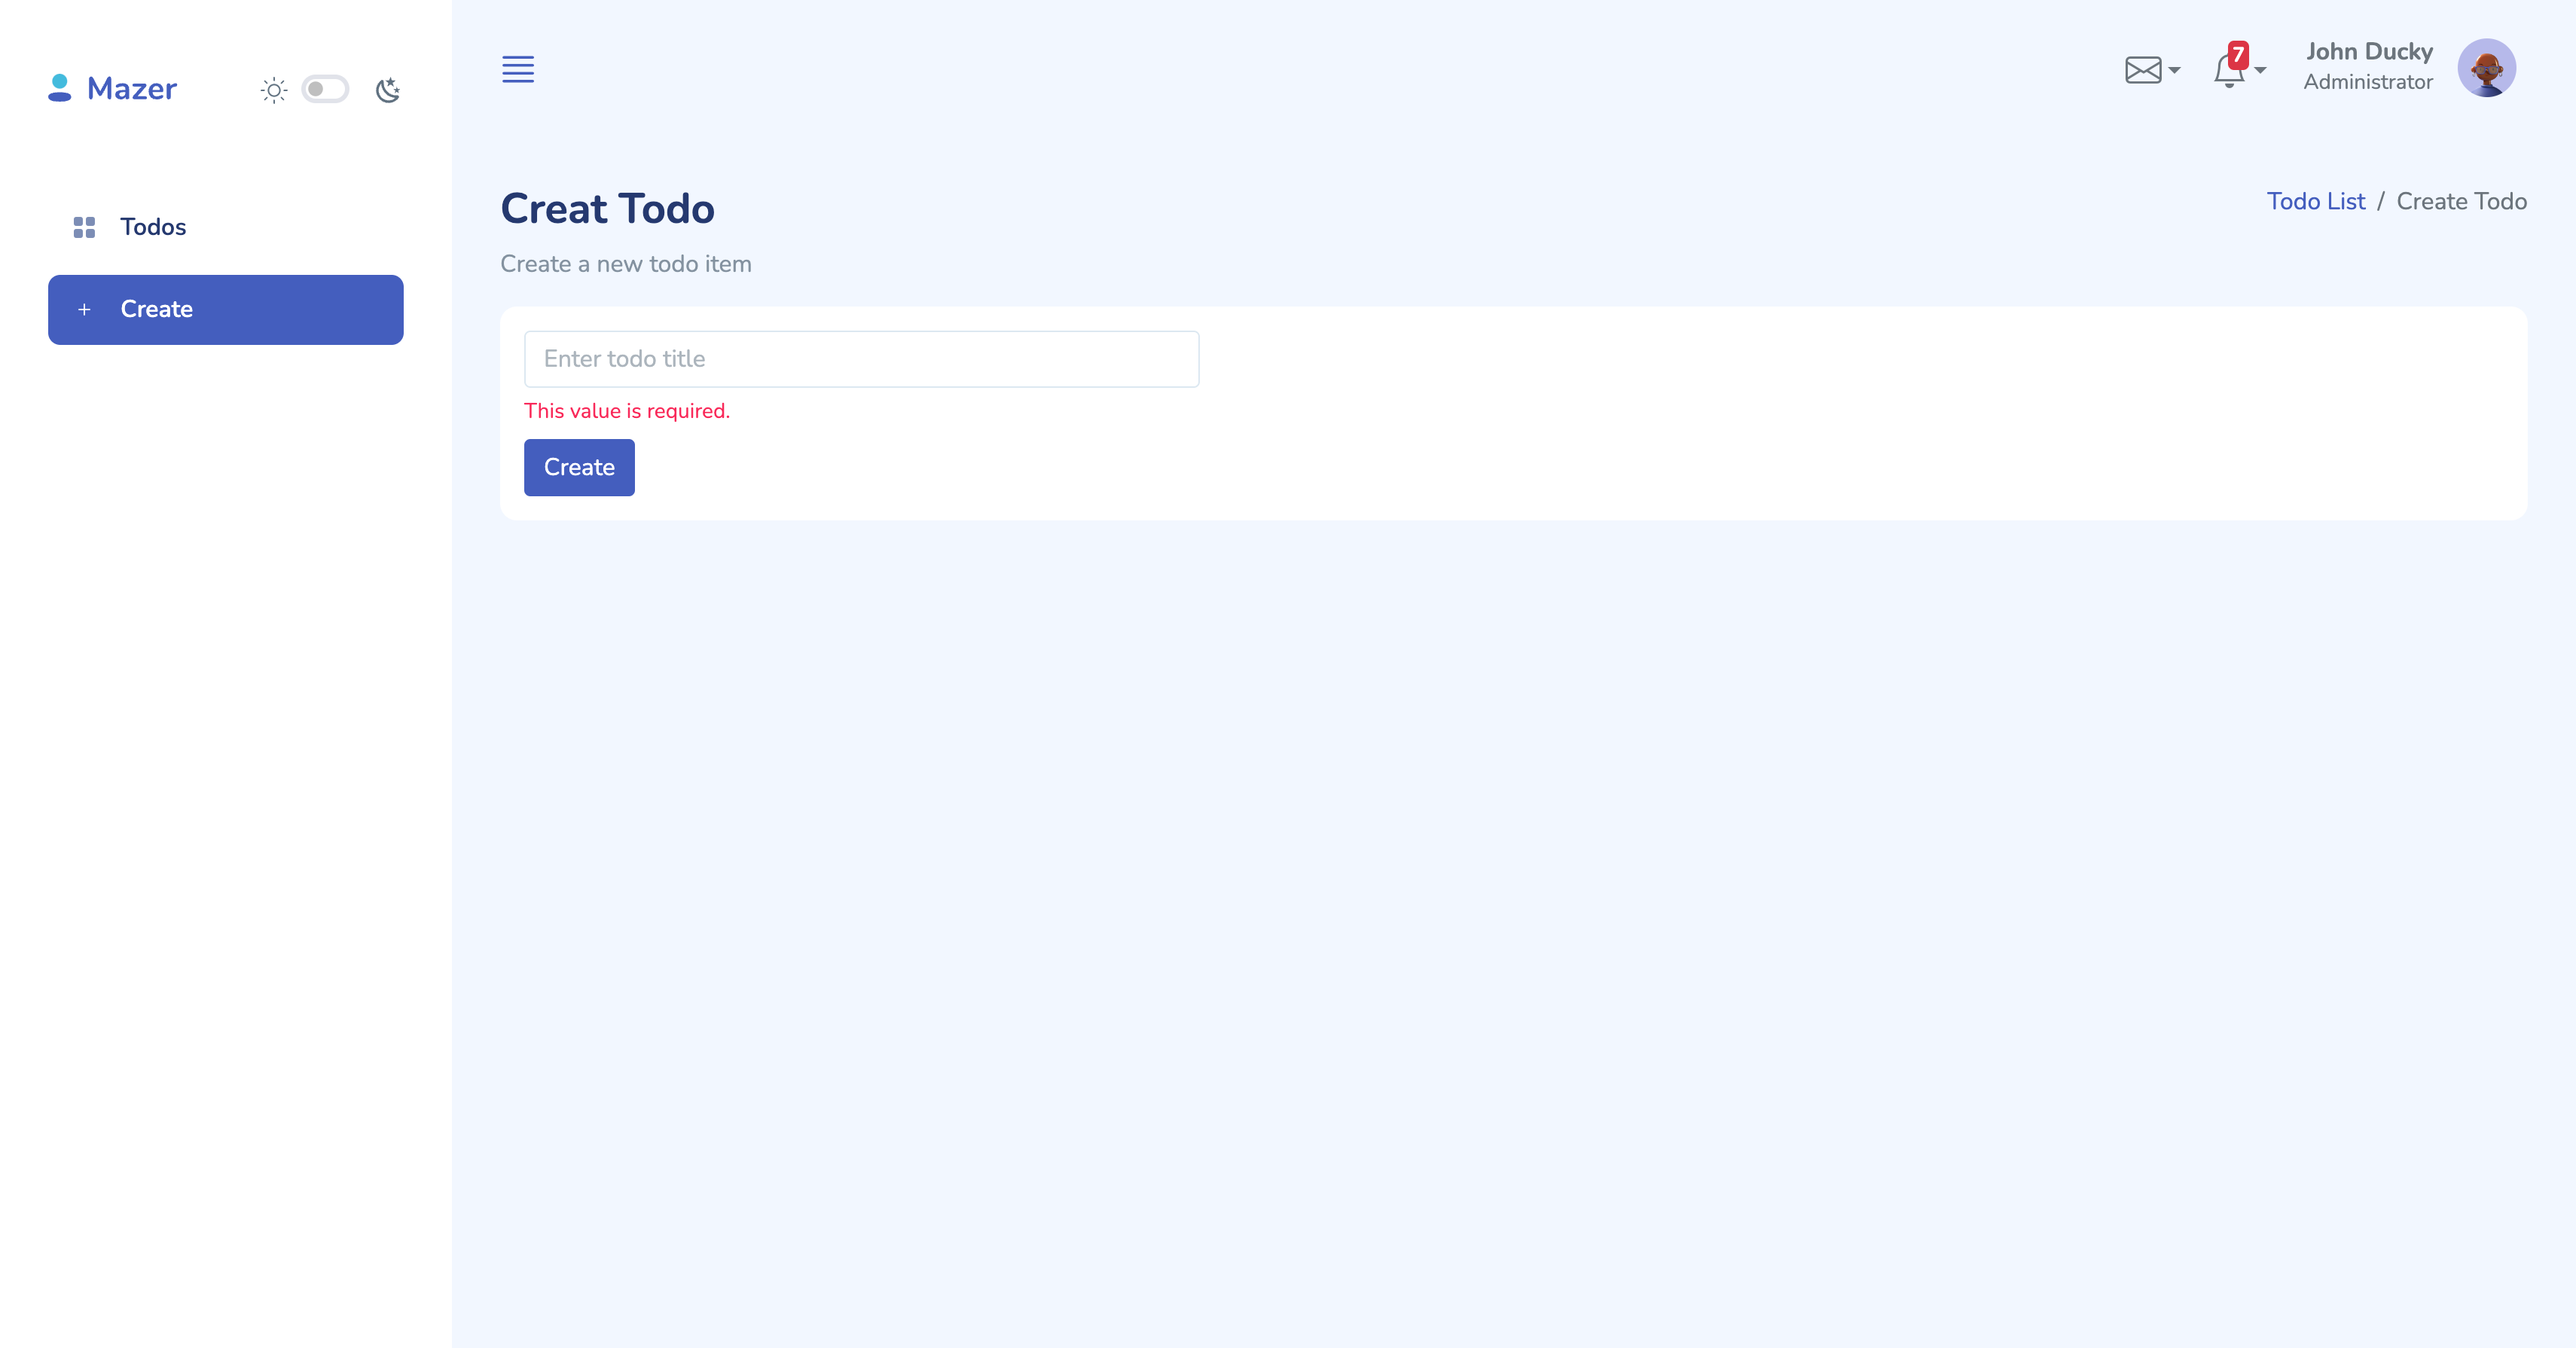 Mazer
Todos
+ Create
7
John Ducky
Administrator
Creat Todo
Create a new todo item
Todo List / Create Todo
Enter todo title
This value is required.
Create